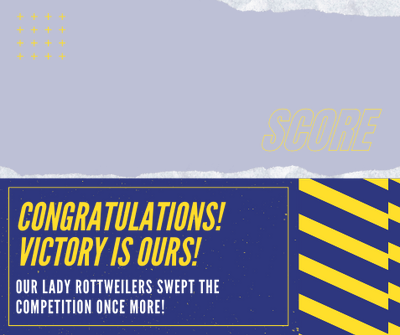 SCORE
CONGRATULATIONS!
VICTORY IS OURS!
OUR LADY ROTTWEILERS SWEPT THE
COMPETITION ONCE MORE!